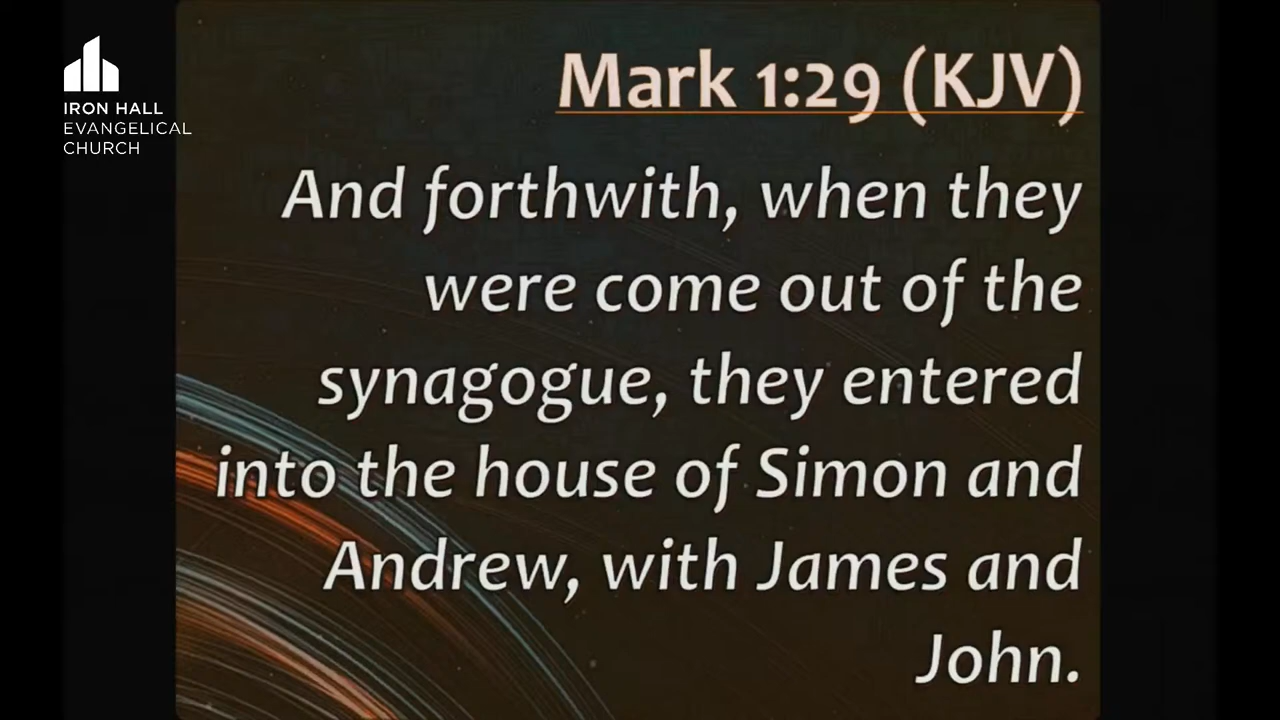 IRON HALL
EVANGELICAL
CHURCH
Mark 1:29 (KJV)
And forthwith, when they
were come out of the
synagogue, they entered
into the house of Simon and
Andrew, with James and
John.